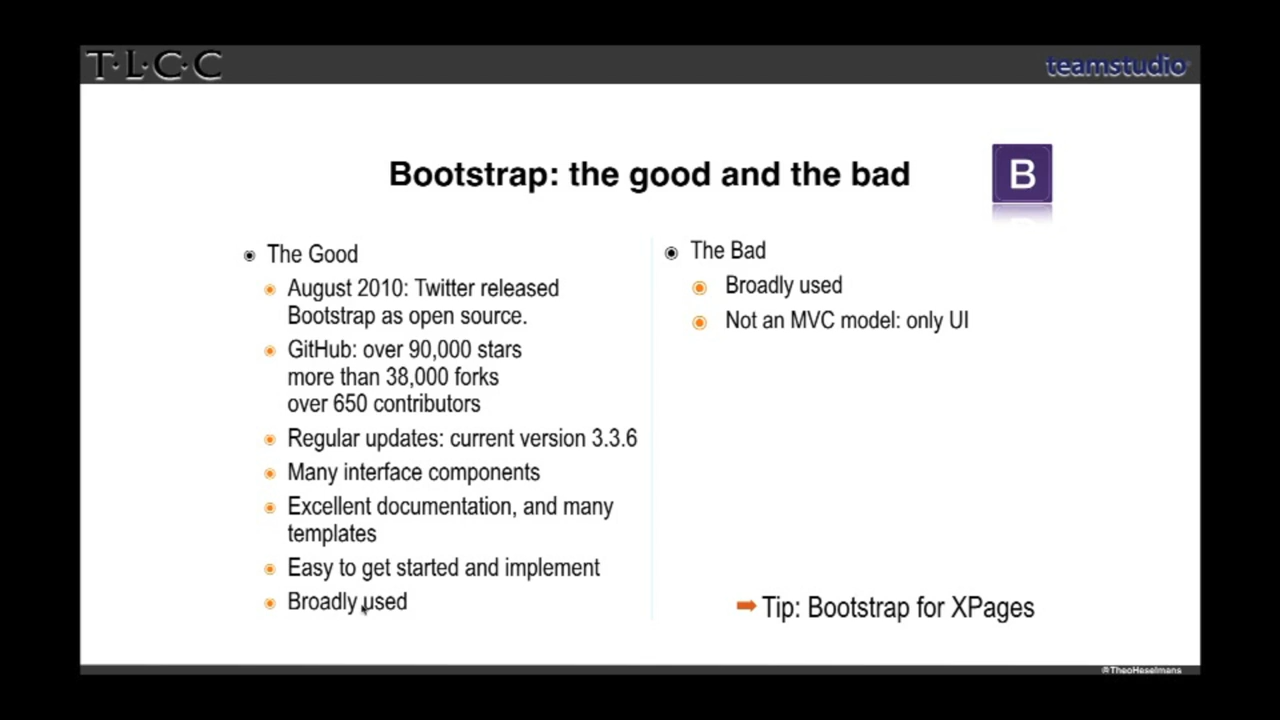 T·L·C·C
teamstudio
Bootstrap: the good and the bad
B
The Good
August 2010: Twitter released
Bootstrap as open source.
GitHub: over 90,000 stars
more than 38,000 forks
over 650 contributors
Regular updates: current version 3.3.6
Many interface components
Excellent documentation, and many
templates
Easy to get started and implement
Broadly used
The Bad
Broadly used
Not an MVC model: only UI
Tip: Bootstrap for XPages
@TheoHeselmans